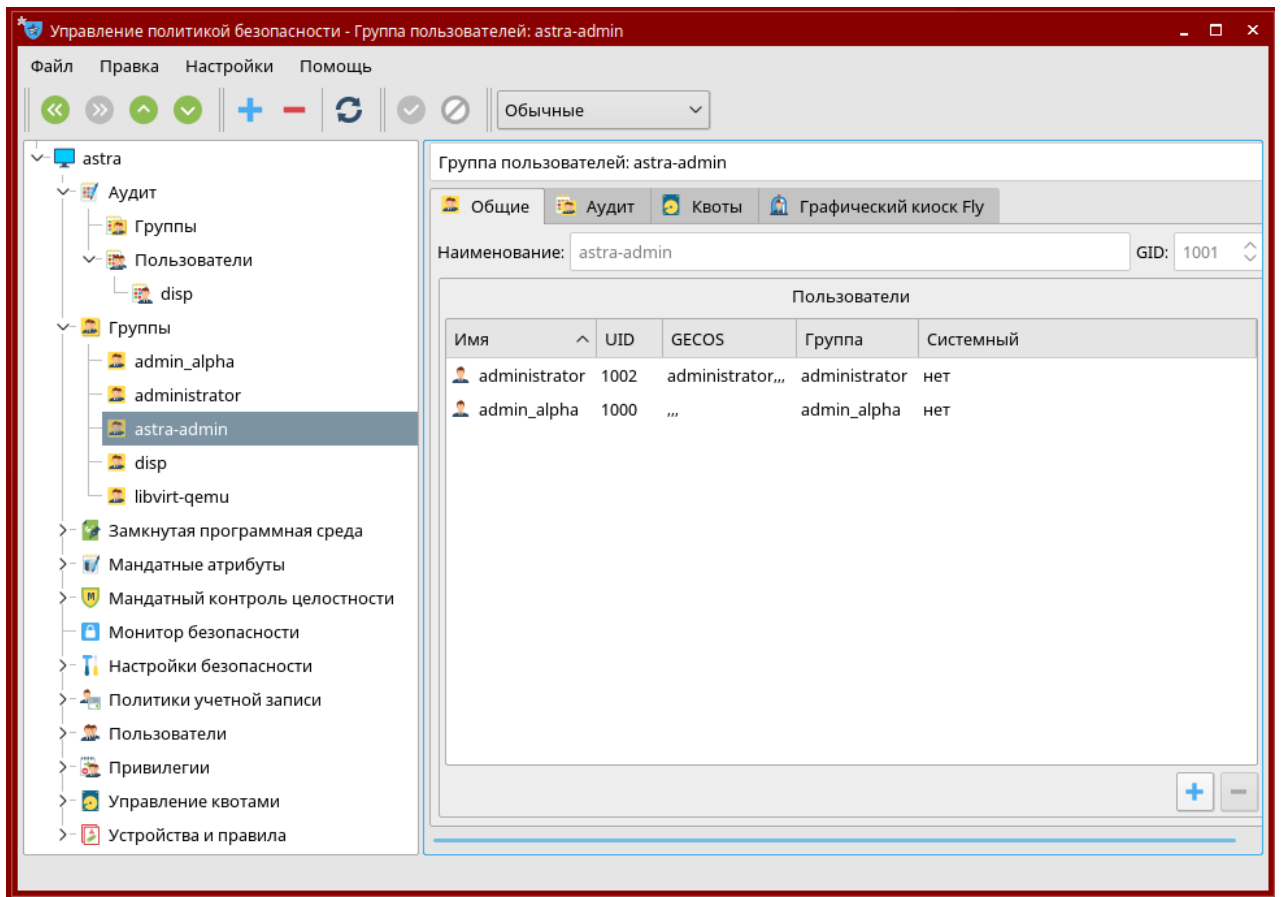 Управление политикой безопасности - Группа пользователей: astra-admin
Файл Правка Настройки Помощь
Обычные
astra
Аудит
Группы
Пользователи
disp
Группы
admin_alpha
administrator
astra-admin
disp
libvirt-qemu
Замкнутая программная среда
Мандатные атрибуты
Мандатный контроль целостности
Монитор безопасности
Настройки безопасности
Политики учетной записи
Пользователи
Привилегии
Управление квотами
Устройства и правила
Группа пользователей: astra-admin
Общие Аудит Квоты Графический киоск Fly
Наименование: astra-admin GID: 1001
Пользователи
Имя UID GECOS Группа Системный
administrator 1002 administrator,,, administrator нет
admin_alpha 1000 ,,, admin_alpha нет